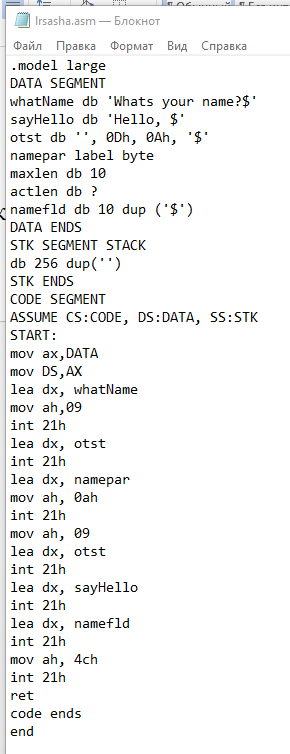 lrsasha.asm — Блокнот
Файл Правка Формат Вид Справка
.model large
DATA SEGMENT
whatName db 'Whats your name?$'
sayHello db 'Hello, $'
otst db '', 0Dh, 0Ah, '$'
namepar label byte
maxlen db 10
actlen db ?
namefld db 10 dup ('$')
DATA ENDS
STK SEGMENT STACK
db 256 dup('')
STK ENDS
CODE SEGMENT
ASSUME CS:CODE, DS:DATA, SS:STK
START:
mov ax,DATA
mov DS,AX
lea dx, whatName
mov ah,09
int 21h
lea dx, otst
int 21h
lea dx, namepar
mov ah, 0ah
int 21h
mov ah, 09
lea dx, otst
int 21h
lea dx, sayHello
int 21h
lea dx, namefld
int 21h
mov ah, 4ch
int 21h
ret
code ends
end